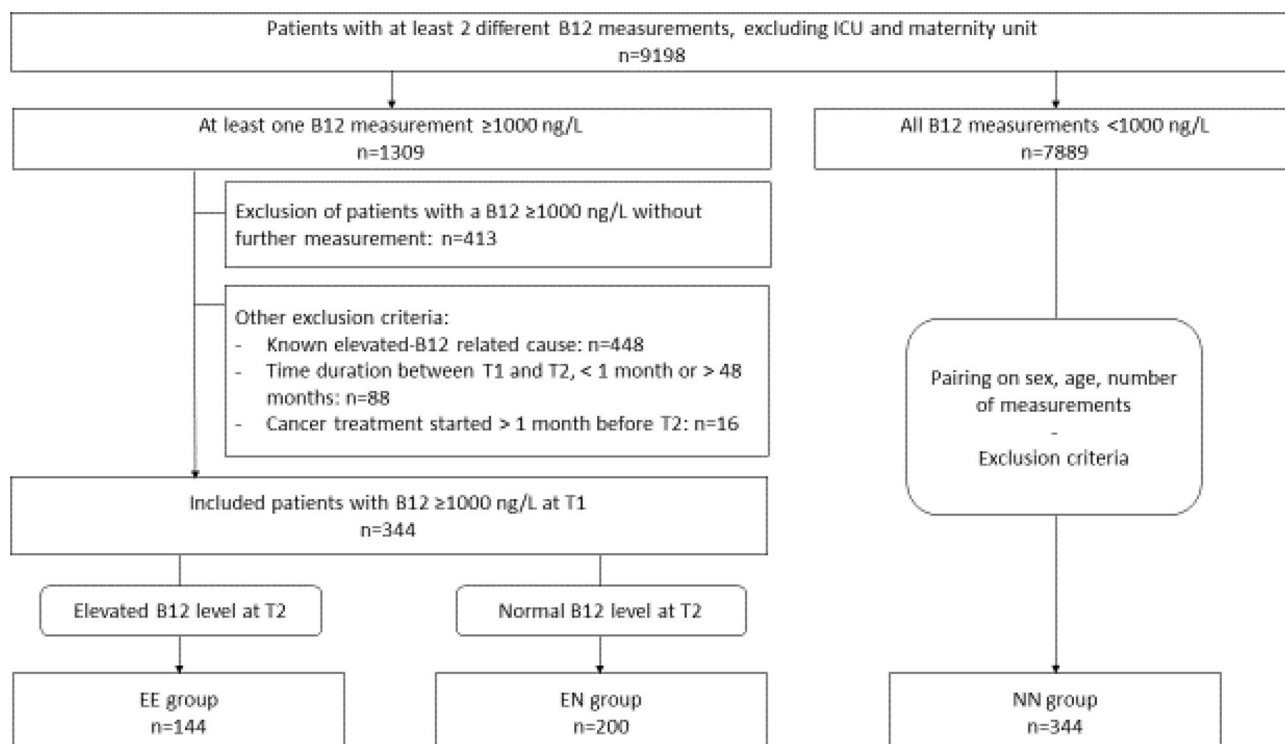 Patients with at least 2 different B12 measurements, excluding ICU and maternity unit
n=9198
At least one B12 measurement ≥1000 ng/L
n=1309
All B12 measurements <1000 ng/L
n=7889
Exclusion of patients with a B12 ≥1000 ng/L without
further measurement: n=413
Other exclusion criteria:
- Known elevated-B12 related cause: n=448
- Time duration between T1 and T2, < 1 month or > 48
months: n=88
- Cancer treatment started > 1 month before T2: n=16
Pairing on sex, age, number
of measurements
-
Exclusion criteria
Included patients with B12 ≥1000 ng/L at T1
n=344
Elevated B12 level at T2
Normal B12 level at T2
EE group
n=144
EN group
n=200
NN group
n=344